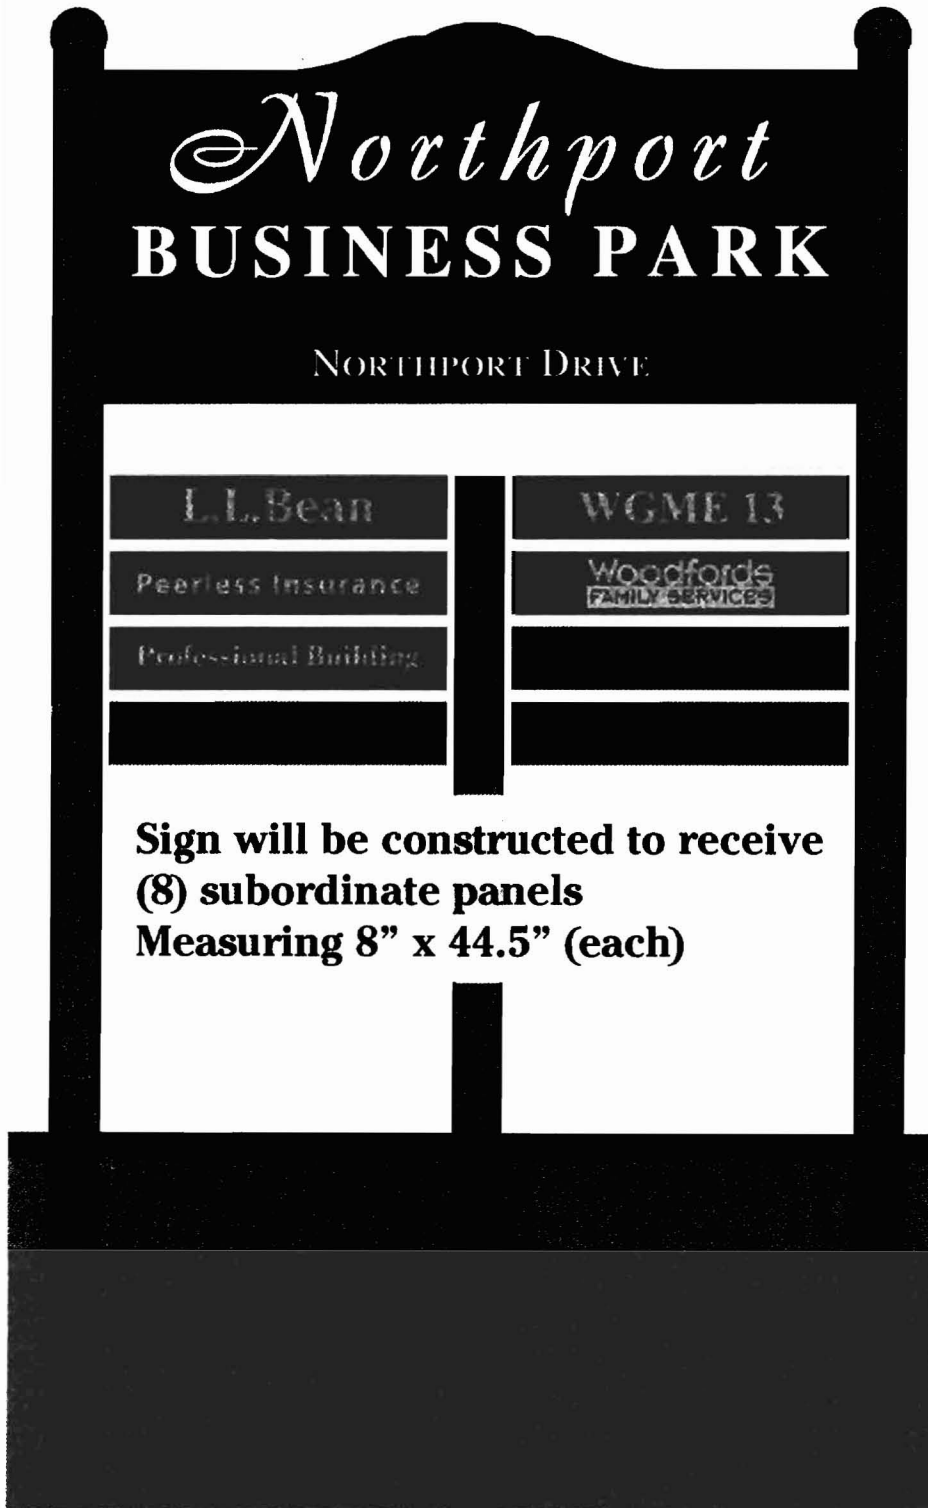 Northport
BUSINESS PARK
NORTHPORT DRIVE
L.L.Bean
WGME 13
Peerless Insurance
Woodfords
FAMILY SERVICES
Professional Building
Sign will be constructed to receive
(8) subordinate panels
Measuring 8” x 44.5” (each)